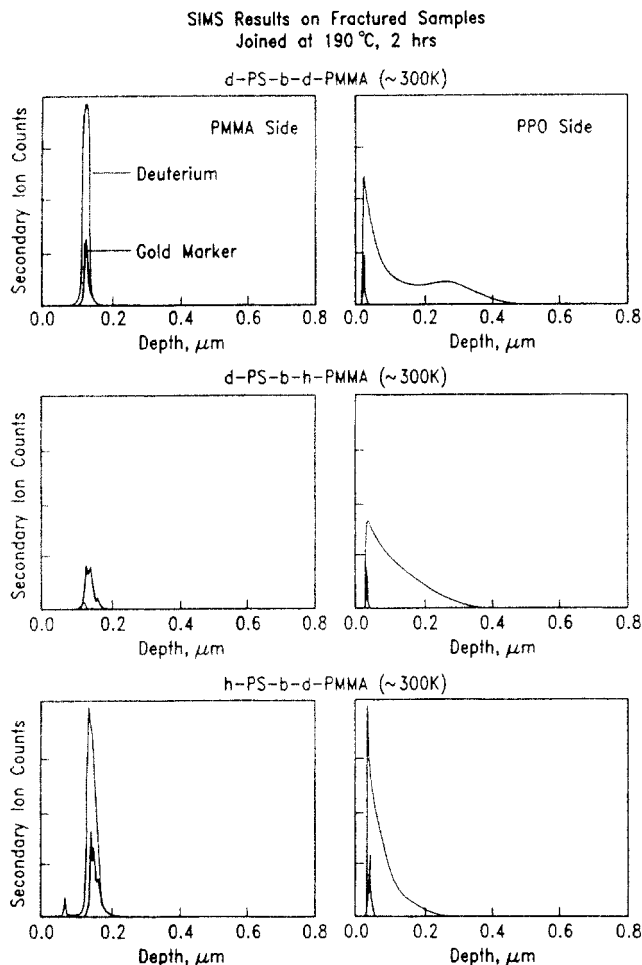 SIMS Results on Fractured Samples
Joined at 190 °C, 2 hrs
d-PS-b-d-PMMA (~300K)
Secondary Ion Counts
PMMA Side
Deuterium
Gold Marker
0.0 0.2 0.4 0.6 0.8
Depth, μm
PPO Side
0.0 0.2 0.4 0.6 0.8
Depth, μm
d-PS-b-h-PMMA (~300K)
Secondary Ion Counts
0.0 0.2 0.4 0.6 0.8
Depth, μm
0.0 0.2 0.4 0.6 0.8
Depth, μm
h-PS-b-d-PMMA (~300K)
Secondary Ion Counts
0.0 0.2 0.4 0.6 0.8
Depth, μm
0.0 0.2 0.4 0.6 0.8
Depth, μm